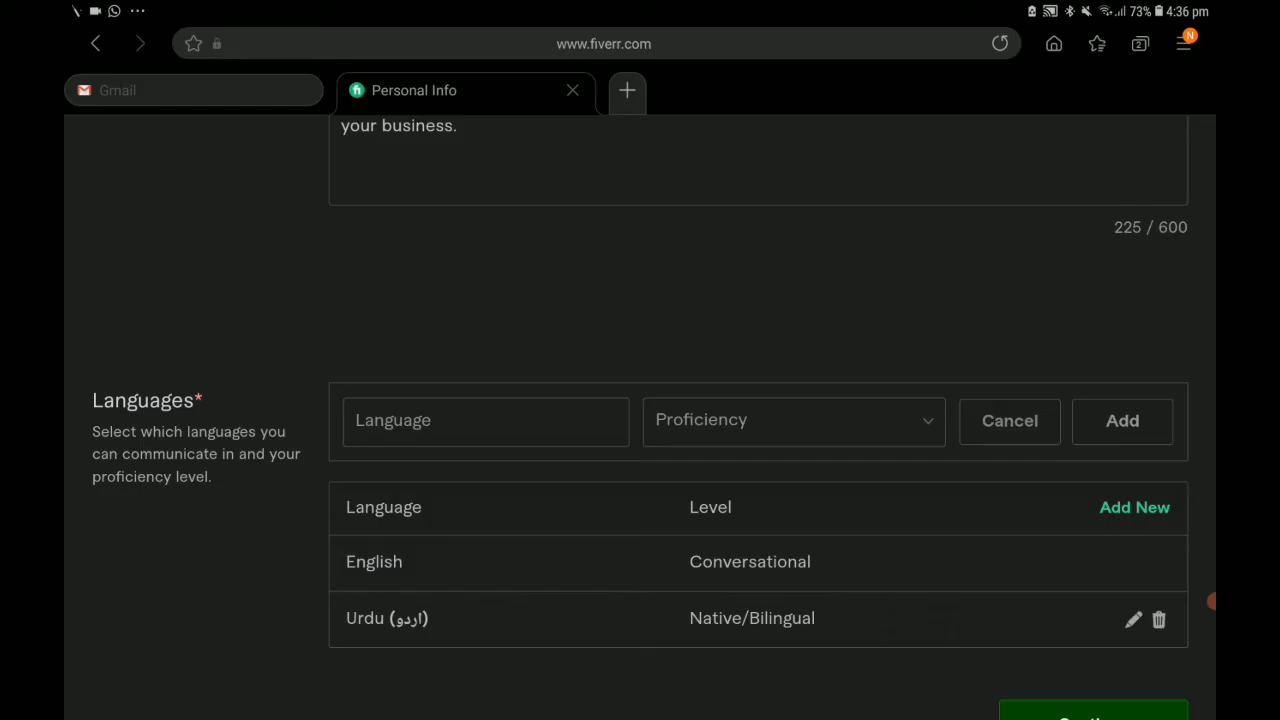 73% 4:36 pm
www.fiverr.com
N
2
Gmail
Personal Info
your business.
225 / 600
Languages*
Select which languages you
can communicate in and your
proficiency level.
Language
Proficiency
Cancel
Add
Language
Level
Add New
English
Conversational
Urdu (اردو)
Native/Bilingual